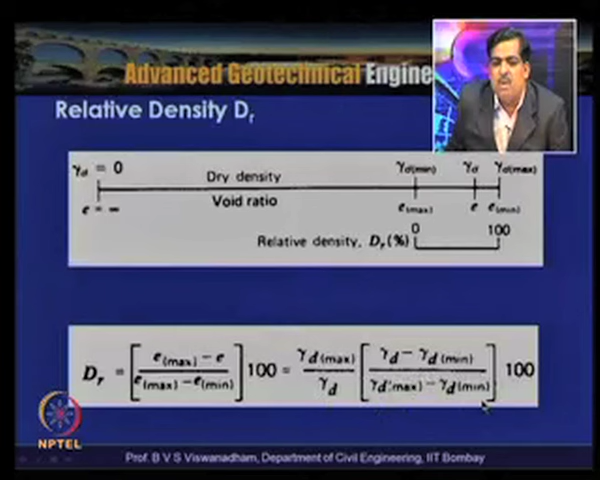 Advanced Geotechnical Engine
Relative Density Dr
γd = 0
Dry density
γd(min)
γd
γd(max)
e = ∞
Void ratio
e(max)
e
e(min)
Relative density, Dr(%)
0
100
Dr = [ e(max) − e / e(max) − e(min) ] 100 = γd(max) / γd [ γd − γd(min) / γd(max) − γd(min) ] 100
NPTEL
Prof. B V S Viswanadham, Department of Civil Engineering, IIT Bombay